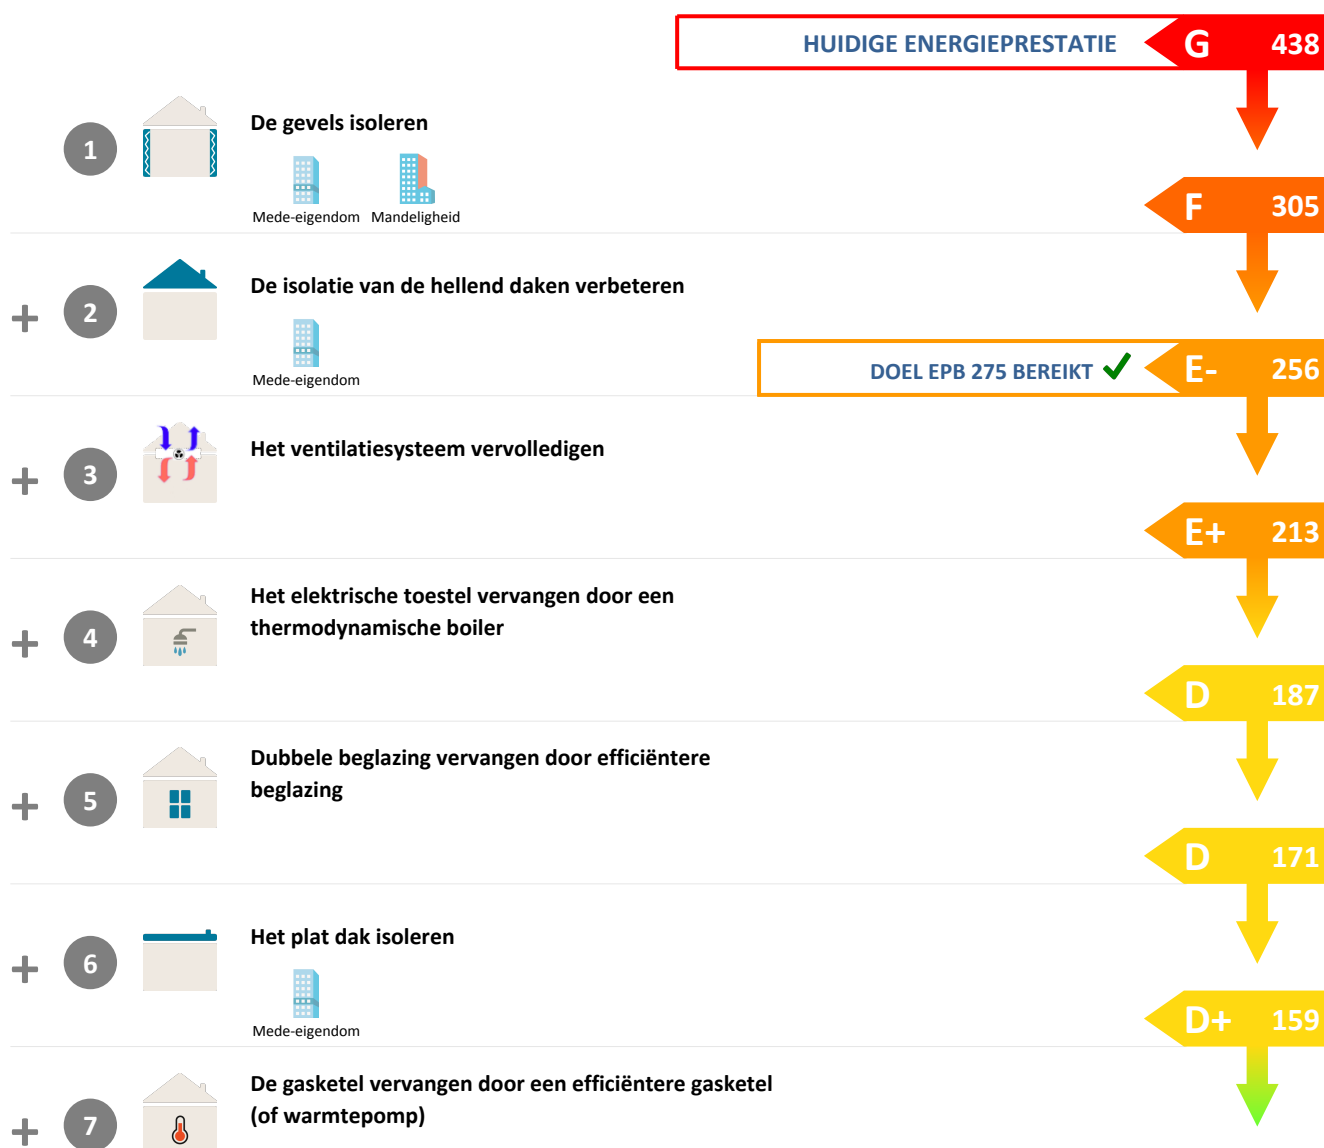 HUIDIGE ENERGIEPRESTATIE G 438
1 De gevels isoleren
Mede-eigendom Mandeligheid
F 305
+ 2 De isolatie van de hellend daken verbeteren
Mede-eigendom
DOEL EPB 275 BEREIKT ✓ E- 256
+ 3 Het ventilatiesysteem vervolledigen
E+ 213
+ 4 Het elektrische toestel vervangen door een
thermodynamische boiler
D 187
+ 5 Dubbele beglazing vervangen door efficiëntere
beglazing
D 171
+ 6 Het plat dak isoleren
Mede-eigendom
D+ 159
+ 7 De gasketel vervangen door een efficiëntere gasketel
(of warmtepomp)